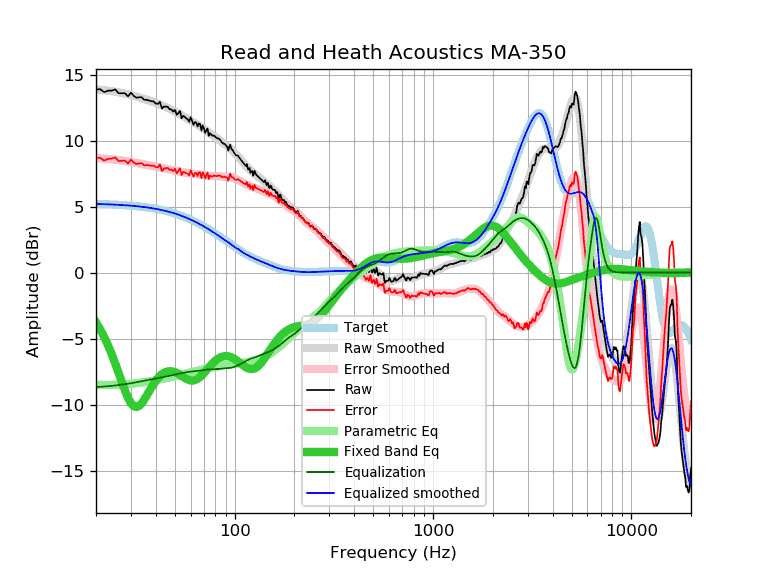 Read and Heath Acoustics MA-350
15
10
5
0
−5
−10
−15
Amplitude (dBr)
Target
Raw Smoothed
Error Smoothed
Raw
Error
Parametric Eq
Fixed Band Eq
Equalization
Equalized smoothed
100 1000 10000
Frequency (Hz)